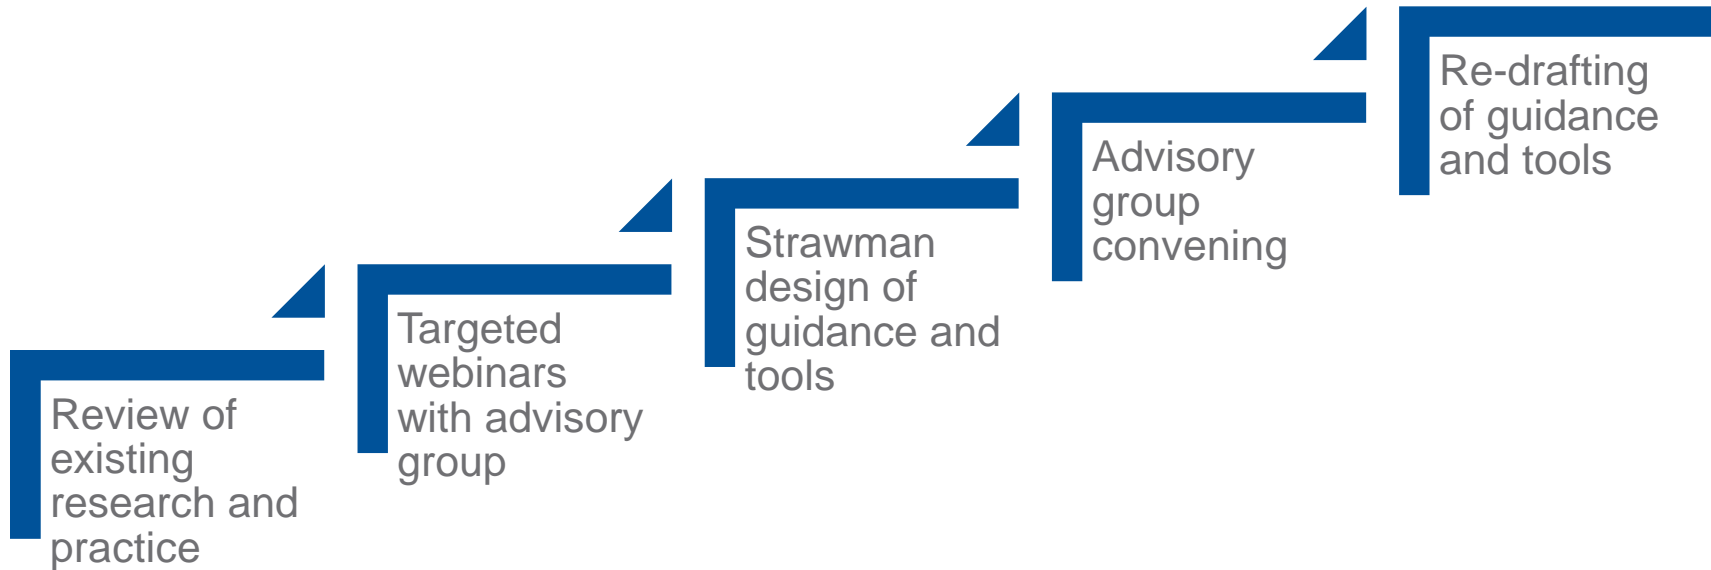 Review of
existing
research and
practice
Targeted
webinars
with advisory
group
Strawman
design of
guidance and
tools
Advisory
group
convening
Re-drafting
of guidance
and tools